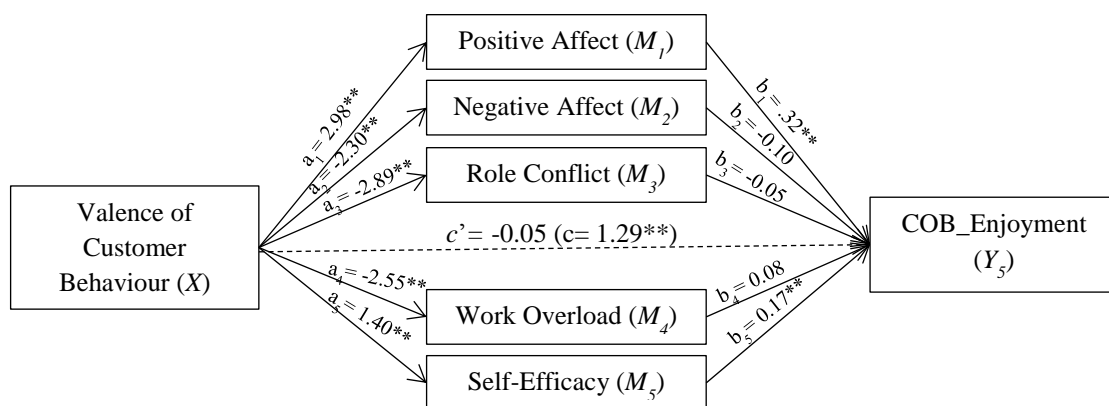 Positive Affect (M1)
Negative Affect (M2)
Role Conflict (M3)
Work Overload (M4)
Self-Efficacy (M5)
Valence of
Customer
Behaviour (X)
COB_Enjoyment
(Y5)
a1 = 2.98**
a2 = -2.30**
a3 = -2.89**
a4 = -2.55**
a5 = 1.40**
b1 = .32**
b2 = -0.10
b3 = -0.05
b4 = 0.08
b5 = 0.17**
c’ = -0.05 (c= 1.29**)